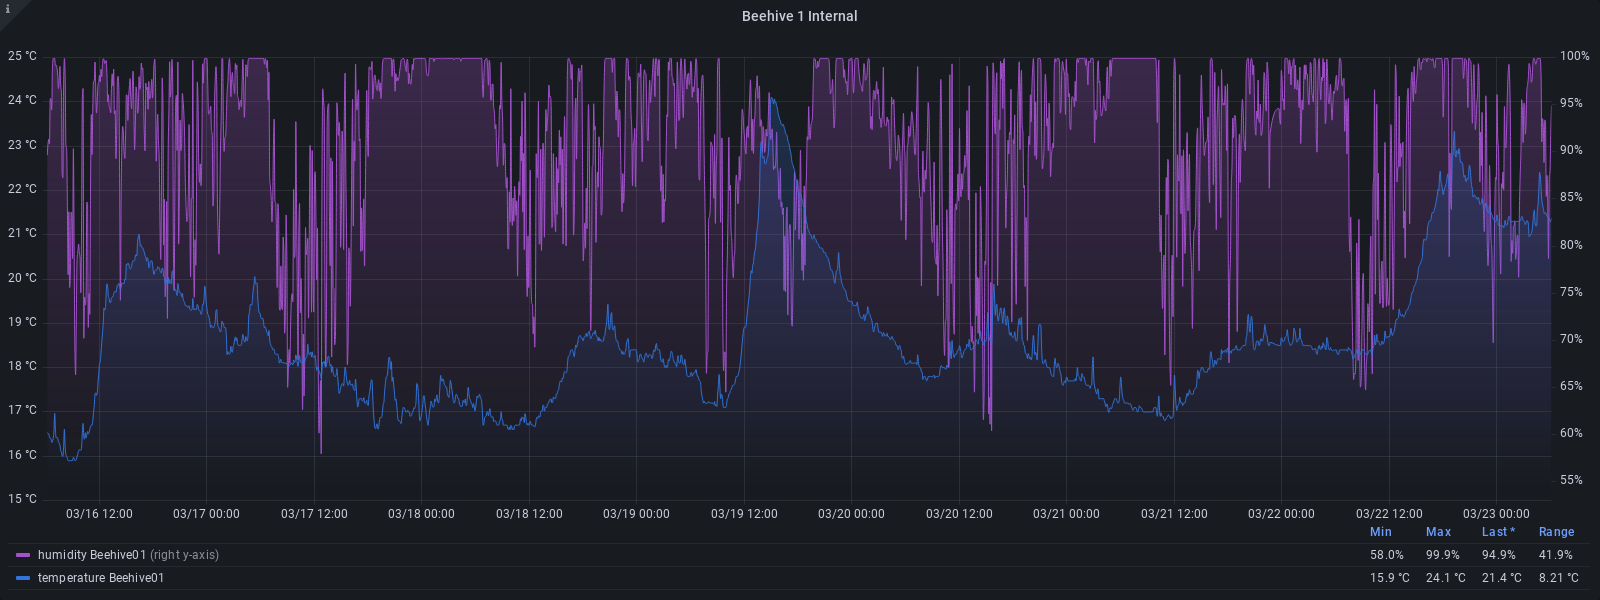 i
Beehive 1 Internal
25 °C
24 °C
23 °C
22 °C
21 °C
20 °C
19 °C
18 °C
17 °C
16 °C
15 °C
100%
95%
90%
85%
80%
75%
70%
65%
60%
55%
03/16 12:00 03/17 00:00 03/17 12:00 03/18 00:00 03/18 12:00 03/19 00:00 03/19 12:00 03/20 00:00 03/20 12:00 03/21 00:00 03/21 12:00 03/22 00:00 03/22 12:00 03/23 00:00
Min Max Last * Range
humidity Beehive01 (right y-axis) 58.0% 99.9% 94.9% 41.9%
temperature Beehive01 15.9 °C 24.1 °C 21.4 °C 8.21 °C